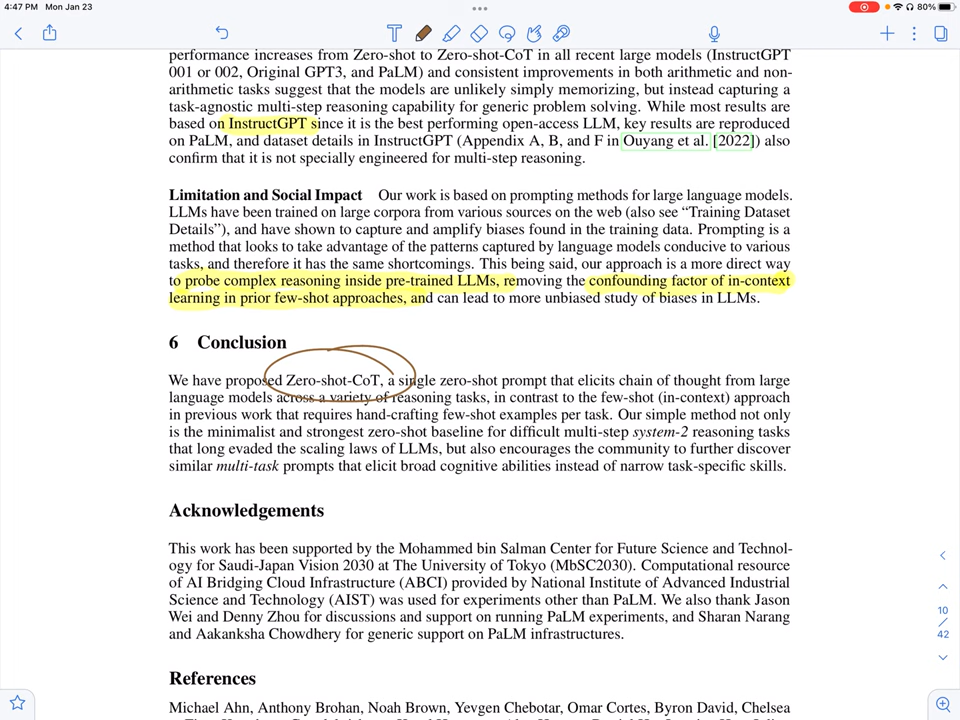 4:47 PM Mon Jan 23
80%
performance increases from Zero-shot to Zero-shot-CoT in all recent large models (InstructGPT
001 or 002, Original GPT3, and PaLM) and consistent improvements in both arithmetic and non-
arithmetic tasks suggest that the models are unlikely simply memorizing, but instead capturing a
task-agnostic multi-step reasoning capability for generic problem solving. While most results are
based on InstructGPT since it is the best performing open-access LLM, key results are reproduced
on PaLM, and dataset details in InstructGPT (Appendix A, B, and F in Ouyang et al. [2022]) also
confirm that it is not specially engineered for multi-step reasoning.
Limitation and Social Impact Our work is based on prompting methods for large language models.
LLMs have been trained on large corpora from various sources on the web (also see “Training Dataset
Details”), and have shown to capture and amplify biases found in the training data. Prompting is a
method that looks to take advantage of the patterns captured by language models conducive to various
tasks, and therefore it has the same shortcomings. This being said, our approach is a more direct way
to probe complex reasoning inside pre-trained LLMs, removing the confounding factor of in-context
learning in prior few-shot approaches, and can lead to more unbiased study of biases in LLMs.
6 Conclusion
We have proposed Zero-shot-CoT, a single zero-shot prompt that elicits chain of thought from large
language models across a variety of reasoning tasks, in contrast to the few-shot (in-context) approach
in previous work that requires hand-crafting few-shot examples per task. Our simple method not only
is the minimalist and strongest zero-shot baseline for difficult multi-step system-2 reasoning tasks
that long evaded the scaling laws of LLMs, but also encourages the community to further discover
similar multi-task prompts that elicit broad cognitive abilities instead of narrow task-specific skills.
Acknowledgements
This work has been supported by the Mohammed bin Salman Center for Future Science and Technol-
ogy for Saudi-Japan Vision 2030 at The University of Tokyo (MbSC2030). Computational resource
of AI Bridging Cloud Infrastructure (ABCI) provided by National Institute of Advanced Industrial
Science and Technology (AIST) was used for experiments other than PaLM. We also thank Jason
Wei and Denny Zhou for discussions and support on running PaLM experiments, and Sharan Narang
and Aakanksha Chowdhery for generic support on PaLM infrastructures.
10
/
42
References
Michael Ahn, Anthony Brohan, Noah Brown, Yevgen Chebotar, Omar Cortes, Byron David, Chelsea